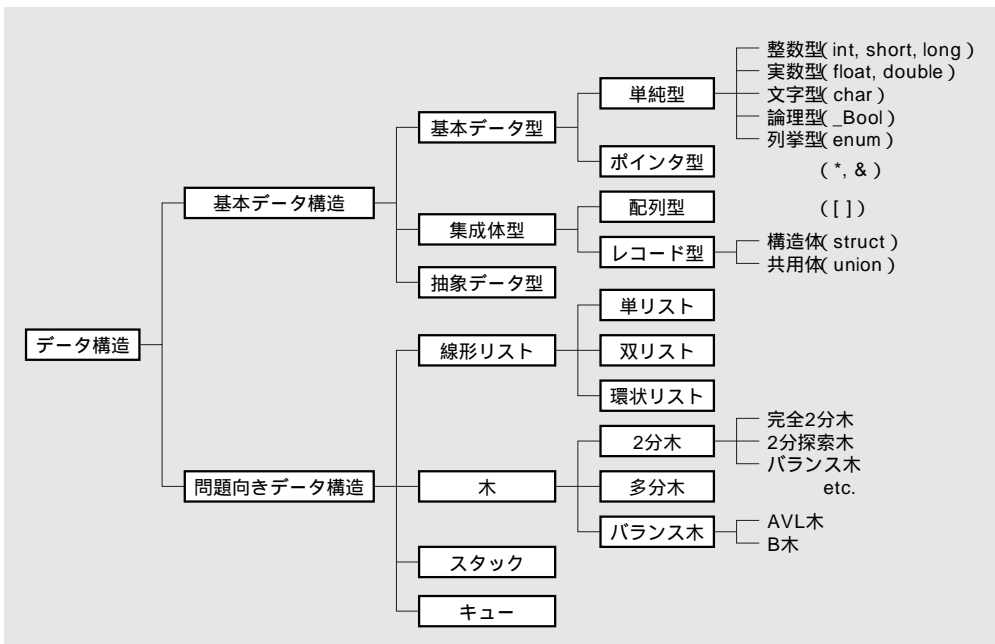 整数型(int, short, long)
実数型(float, double)
単純型
文字型(char)
論理型(_Bool)
基本データ型
列挙型(enum)
ポインタ型
(*, &)
基本データ構造
配列型
([ ])
集成体型
構造体(struct)
レコード型
共用体(union)
抽象データ型
単リスト
データ構造
線形リスト
双リスト
環状リスト
完全2分木
2分木
2分探索木
バランス木
etc.
問題向きデータ構造
木
多分木
AVL木
バランス木
B木
スタック
キュー